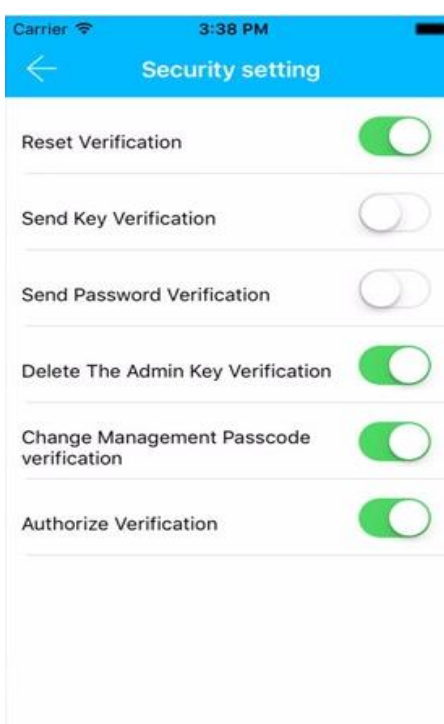 Carrier 3:38 PM
Security setting
Reset Verification
Send Key Verification
Send Password Verification
Delete The Admin Key Verification
Change Management Passcode
verification
Authorize Verification